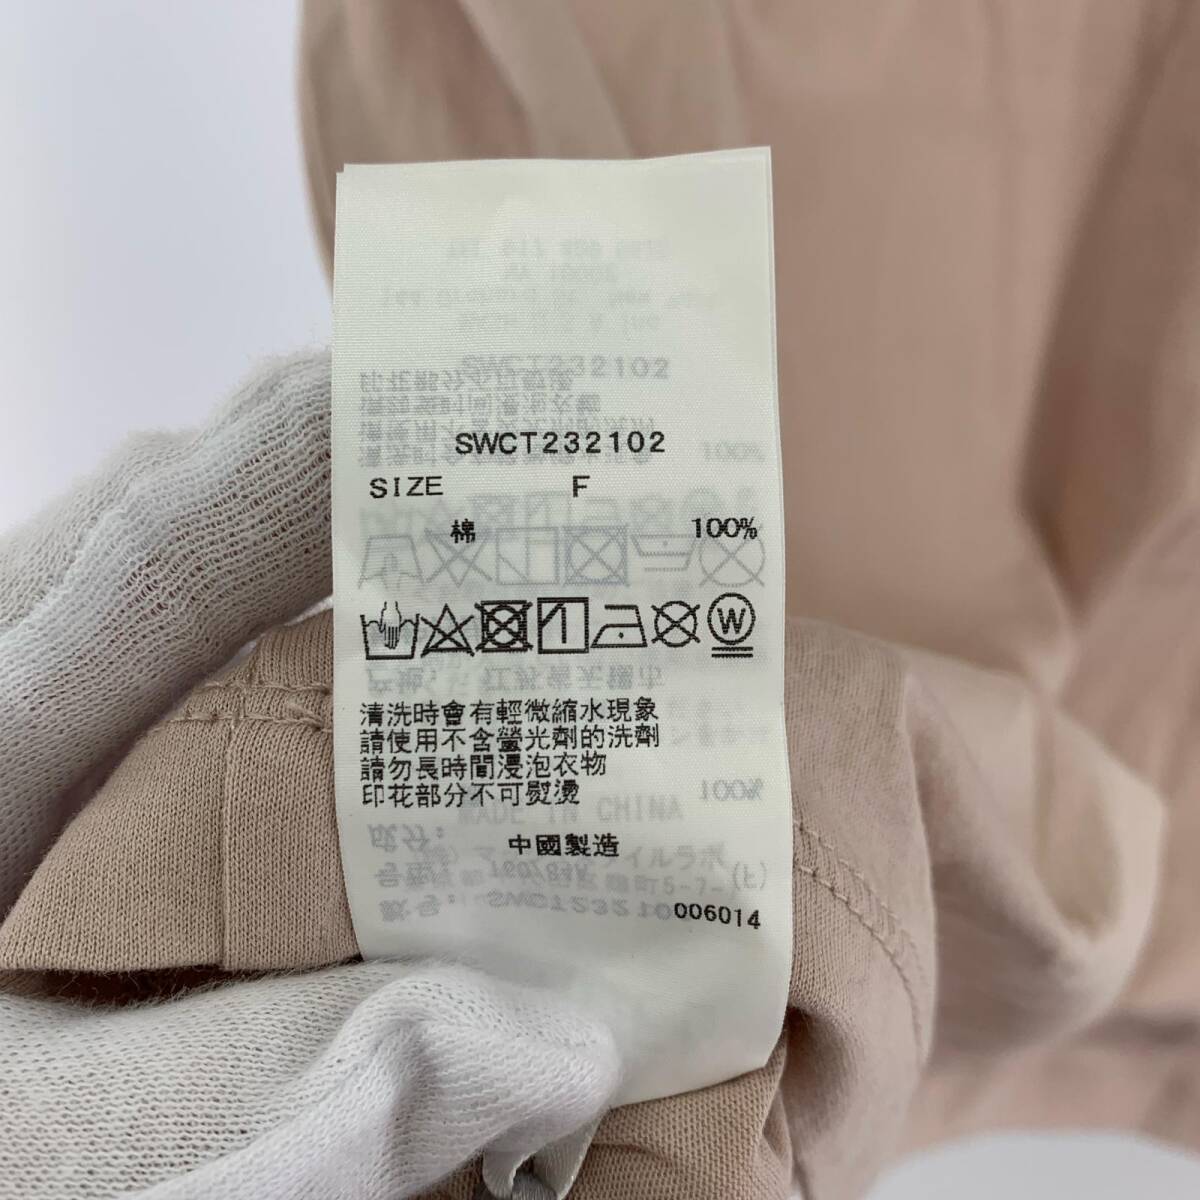 SWCT232102
SIZE F
棉 100%
W
清洗時會有輕微縮水現象
請使用不含螢光劑的洗劑
請勿長時間浸泡衣物
印花部分不可熨燙
中國製造
006014